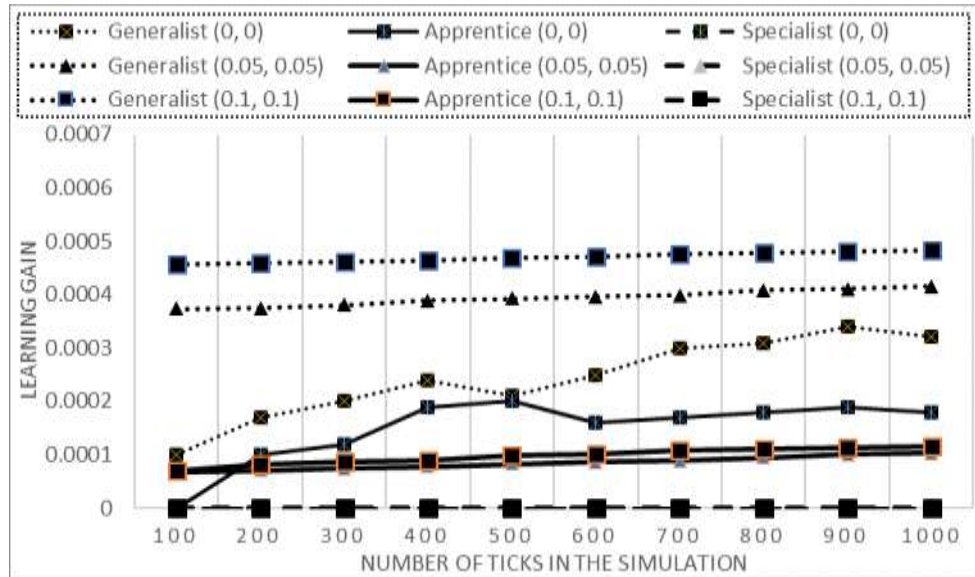 Generalist (0, 0) Apprentice (0, 0) Specialist (0, 0)
Generalist (0.05, 0.05) Apprentice (0.05, 0.05) Specialist (0.05, 0.05)
Generalist (0.1, 0.1) Apprentice (0.1, 0.1) Specialist (0.1, 0.1)
0.0007
0.0006
0.0005
0.0004
0.0003
0.0002
0.0001
0
LEARNING GAIN
100 200 300 400 500 600 700 800 900 1000
NUMBER OF TICKS IN THE SIMULATION